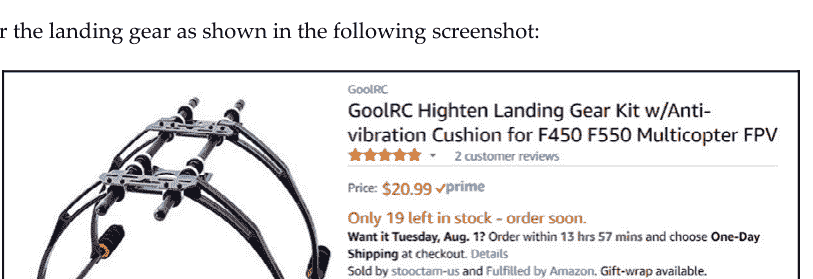 r the landing gear as shown in the following screenshot:
GoolRC
GoolRC Highten Landing Gear Kit w/Anti-
vibration Cushion for F450 F550 Multicopter FPV
2 customer reviews
Price: $20.99 prime
Only 19 left in stock - order soon.
Want it Tuesday, Aug. 1? Order within 13 hrs 57 mins and choose One-Day
Shipping at checkout. Details
Sold by stooctam-us and Fulfilled by Amazon. Gift-wrap available.